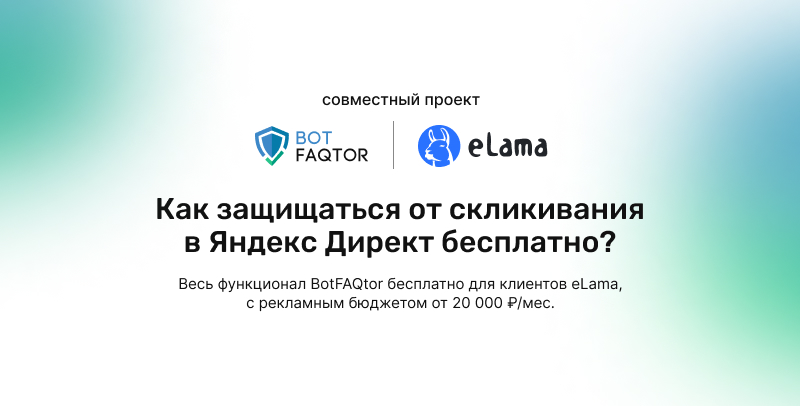 совместный проект
BOT
FAQTOR
eLama
Как защищаться от скликивания
в Яндекс Директ бесплатно?
Весь функционал BotFAQtor бесплатно для клиентов eLama,
с рекламным бюджетом от 20 000 ₽/мес.